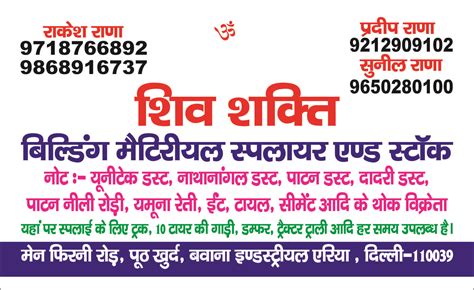 राकेश राणा
9718766892
9868916737
ॐ
प्रदीप राणा
9212909102
सुनील राणा
9650280100
शिव शक्ति
बिल्डिंग मैटिरीयल सप्लायर एण्ड स्टॉक
नोट :- यूनीटेक डस्ट, नाथानांगल डस्ट, पाटन डस्ट, दादरी डस्ट,
पाटन नीली रोड़ी, यमूना रेती, ईंट, टायल, सीमेंट आदि के थोक विक्रेता
यहां पर सप्लाई के लिए ट्रक, 10 टायर की गाड़ी, डम्फर, ट्रैक्टर ट्राली आदि हर समय उपलब्ध है।
मेन फिरनी रोड़, पूठ खुर्द, बवाना इण्डस्ट्रीयल एरिया , दिल्ली-110039